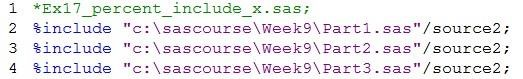 1 *Ex17_percent_include_x.sas;
2 %include "c:\sascourse\Week9\Part1.sas"/source2;
3 %include "c:\sascourse\Week9\Part2.sas"/source2;
4 %include "c:\sascourse\Week9\Part3.sas"/source2;